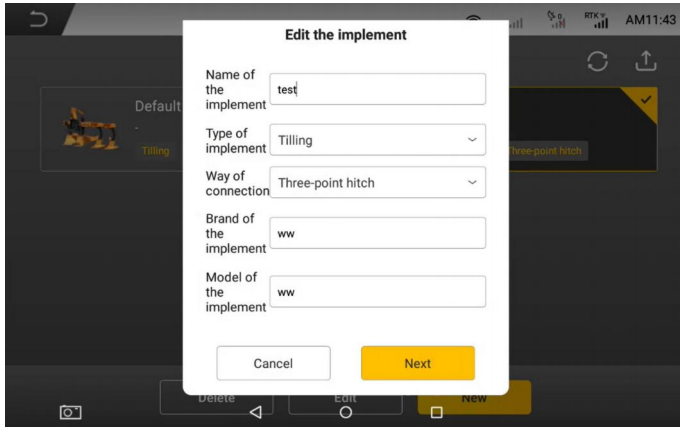 RTK
AM11:43
Edit the implement
Name of
the
implement
test
Default
-
Tilling
Type of
implement
Tilling
Three-point hitch
Way of
connection
Three-point hitch
Brand of
the
implement
ww
Model of
the
implement
ww
Cancel
Next
Delete
Edit
New